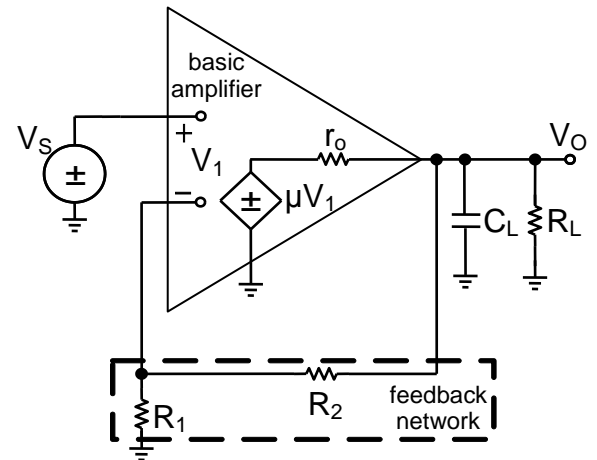 basic
amplifier
V_S
±
+
V_1
−
r_o
±
μV_1
V_O
C_L
R_L
R_1
R_2
feedback
network